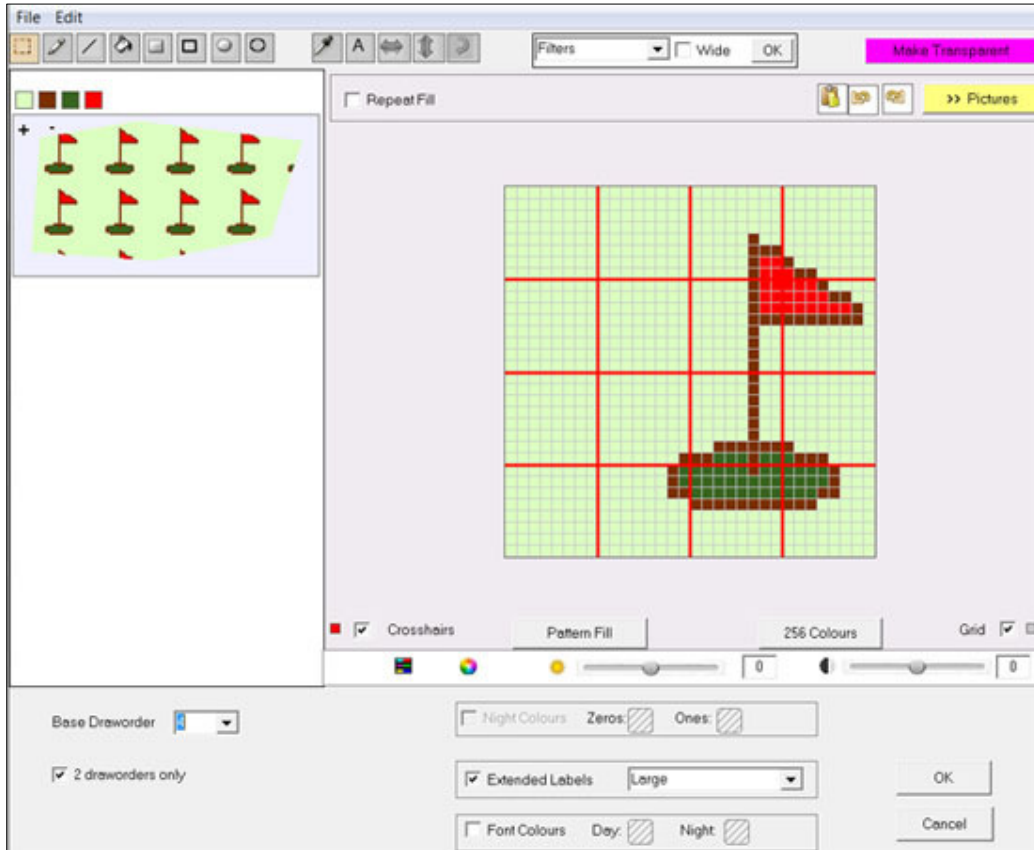 File Edit
A Filters Wide OK Make Transparent
Repeat Fill >> Pictures
+ -
Crosshairs Pattern Fill 256 Colours Grid
0 0
Base Draworder 4 Night Colours Zeros: Ones:
2 draworders only Extended Labels Large OK
Font Colours Day: Night: Cancel